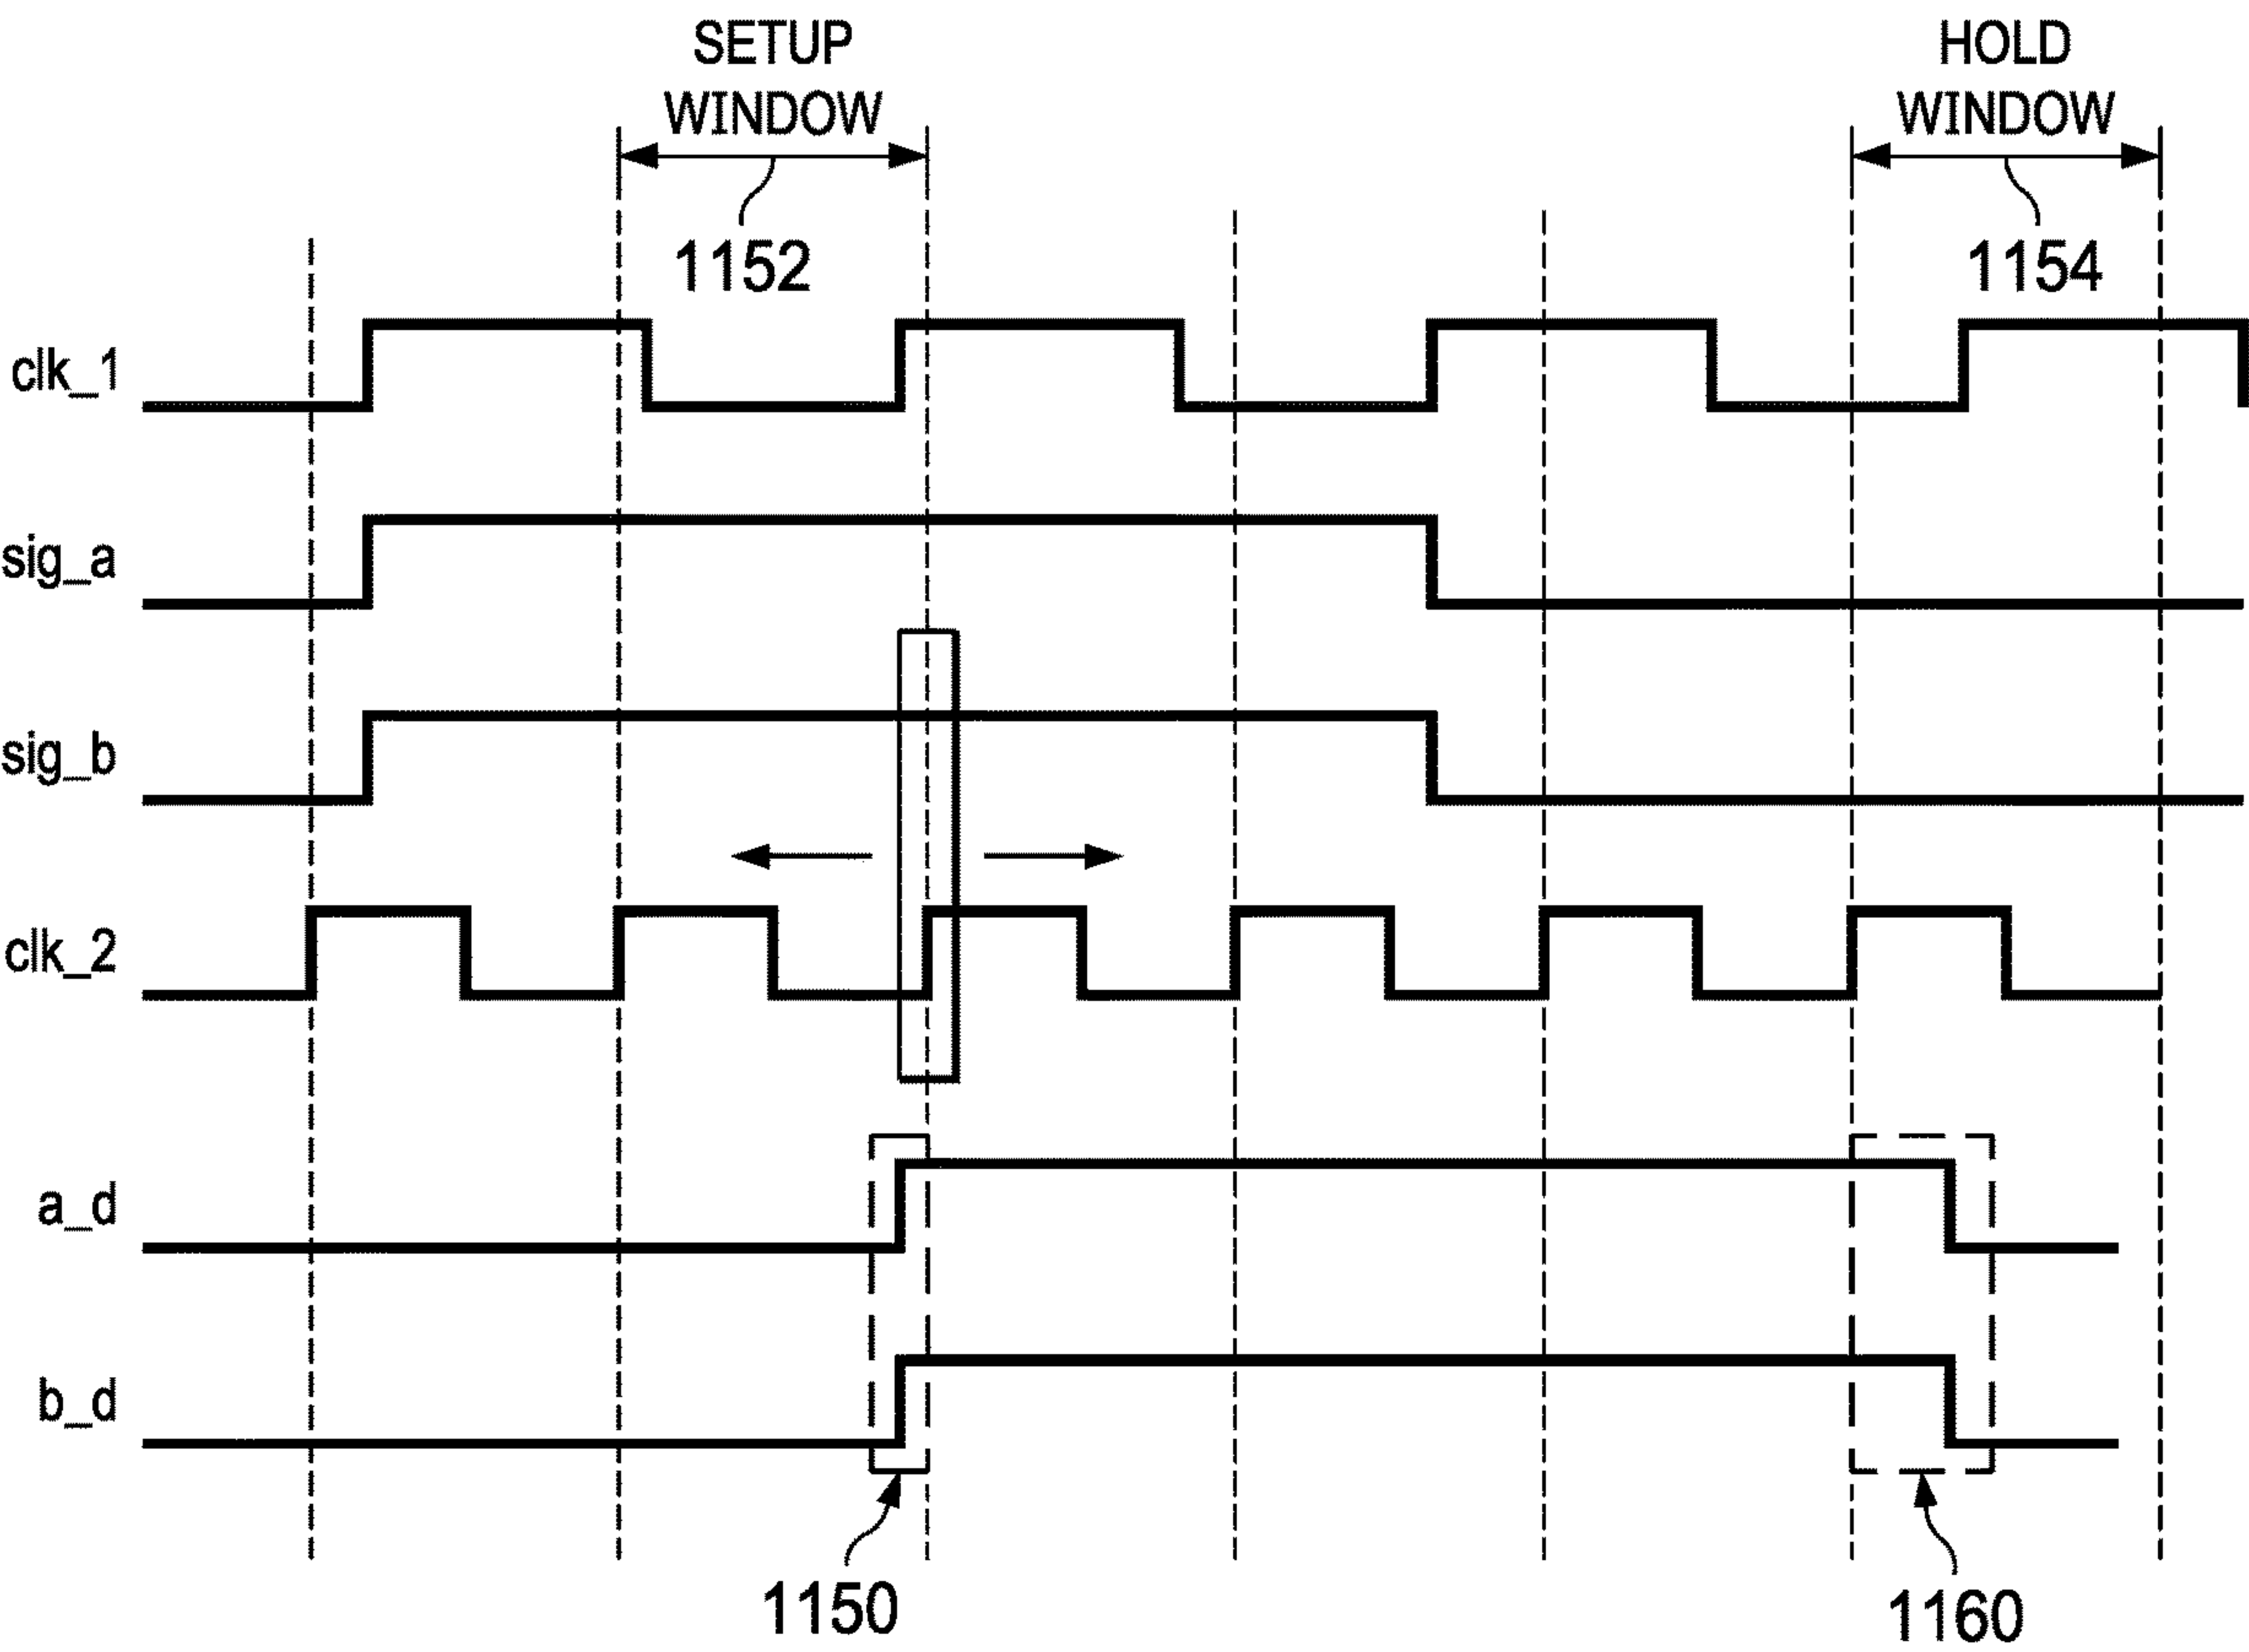 SETUP
WINDOW
HOLD
WINDOW
1152
1154
clk_1
sig_a
sig_b
clk_2
a_d
b_d
1150
1160